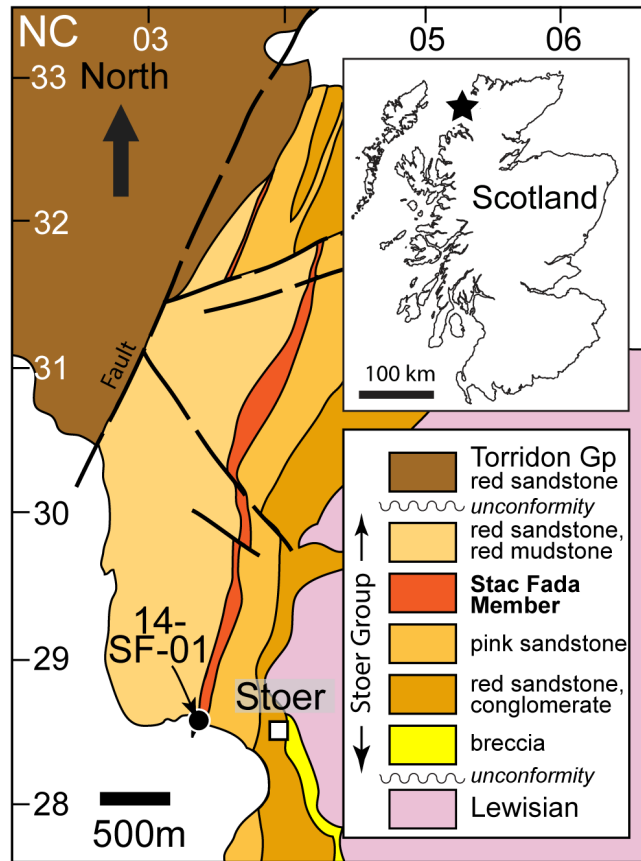 NC
03
05
06
33
North
32
31
Fault
30
29
28
14-
SF-01
Stoer
500m
Scotland
100 km
Torridon Gp
red sandstone
unconformity
Stoer Group
red sandstone,
red mudstone
Stac Fada
Member
pink sandstone
red sandstone,
conglomerate
breccia
unconformity
Lewisian